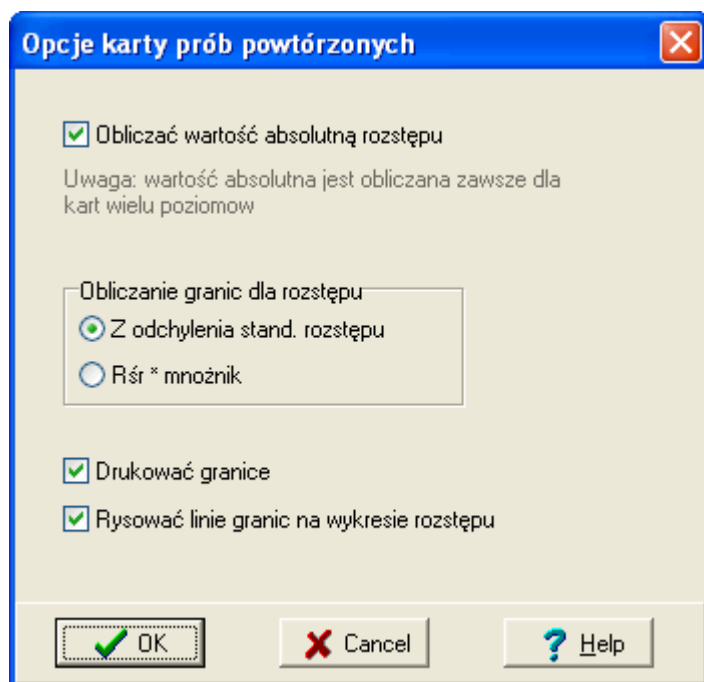 Opcje karty prób powtórzonych
Obliczać wartość absolutną rozstępu
Uwaga: wartość absolutna jest obliczana zawsze dla
kart wielu poziomow
Obliczanie granic dla rozstępu
Z odchylenia stand. rozstępu
Rśr * mnożnik
Drukować granice
Rysować linie granic na wykresie rozstępu
OK Cancel Help